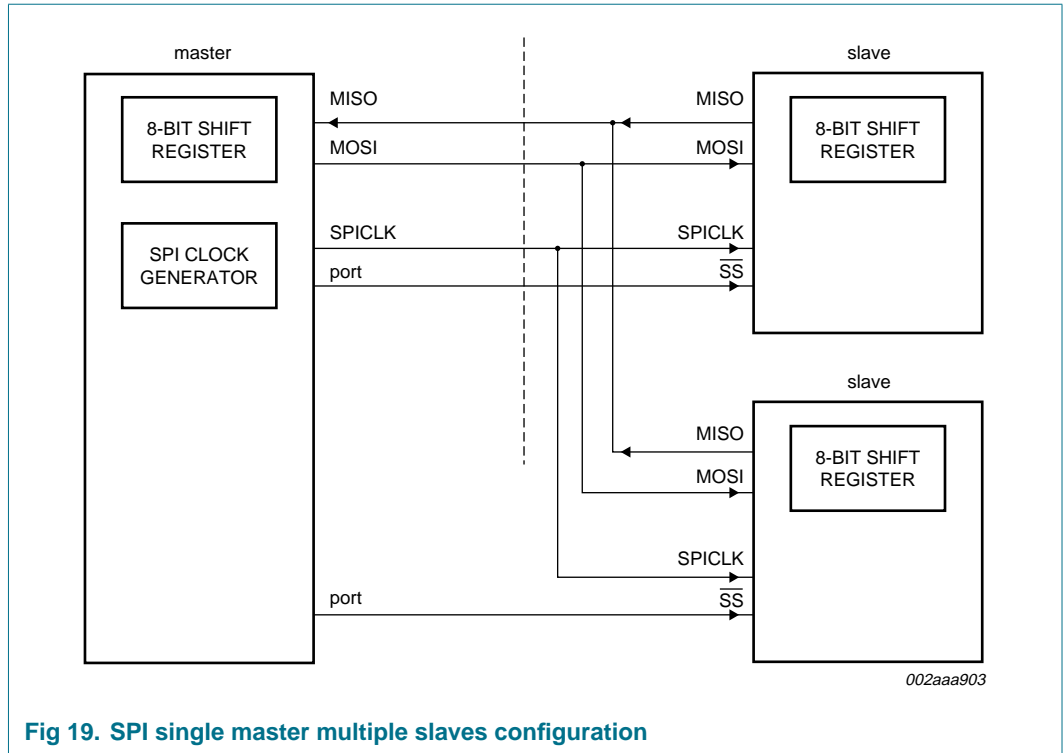 master
slave
MISO
MISO
8-BIT SHIFT
REGISTER
8-BIT SHIFT
REGISTER
MOSI
MOSI
SPICLK
SPICLK
SPI CLOCK
GENERATOR
port
S̅S̅
slave
MISO
8-BIT SHIFT
REGISTER
MOSI
SPICLK
port
S̅S̅
002aaa903
Fig 19. SPI single master multiple slaves configuration